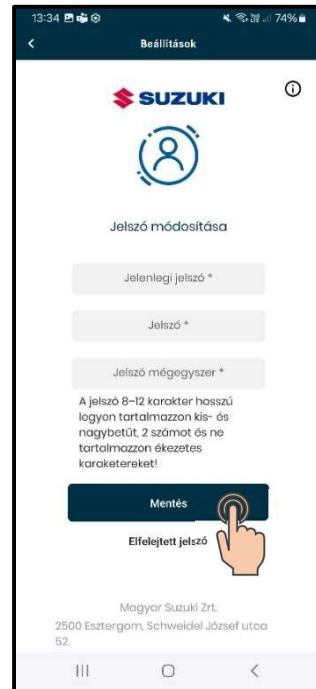 13:34 74%
Beállítások
SUZUKI
Jelszó módosítása
Jelenlegi jelszó *
Jelszó *
Jelszó mégegyszer *
A jelszó 8-12 karakter hosszú
legyen tartalmazzon kis- és
nagybetűt, 2 számot és ne
tartalmazzon ékezetes
karaketereket!
Mentés
Elfelejtett jelszó
Magyar Suzuki Zrt.
2500 Esztergom, Schweidel József utca
52.